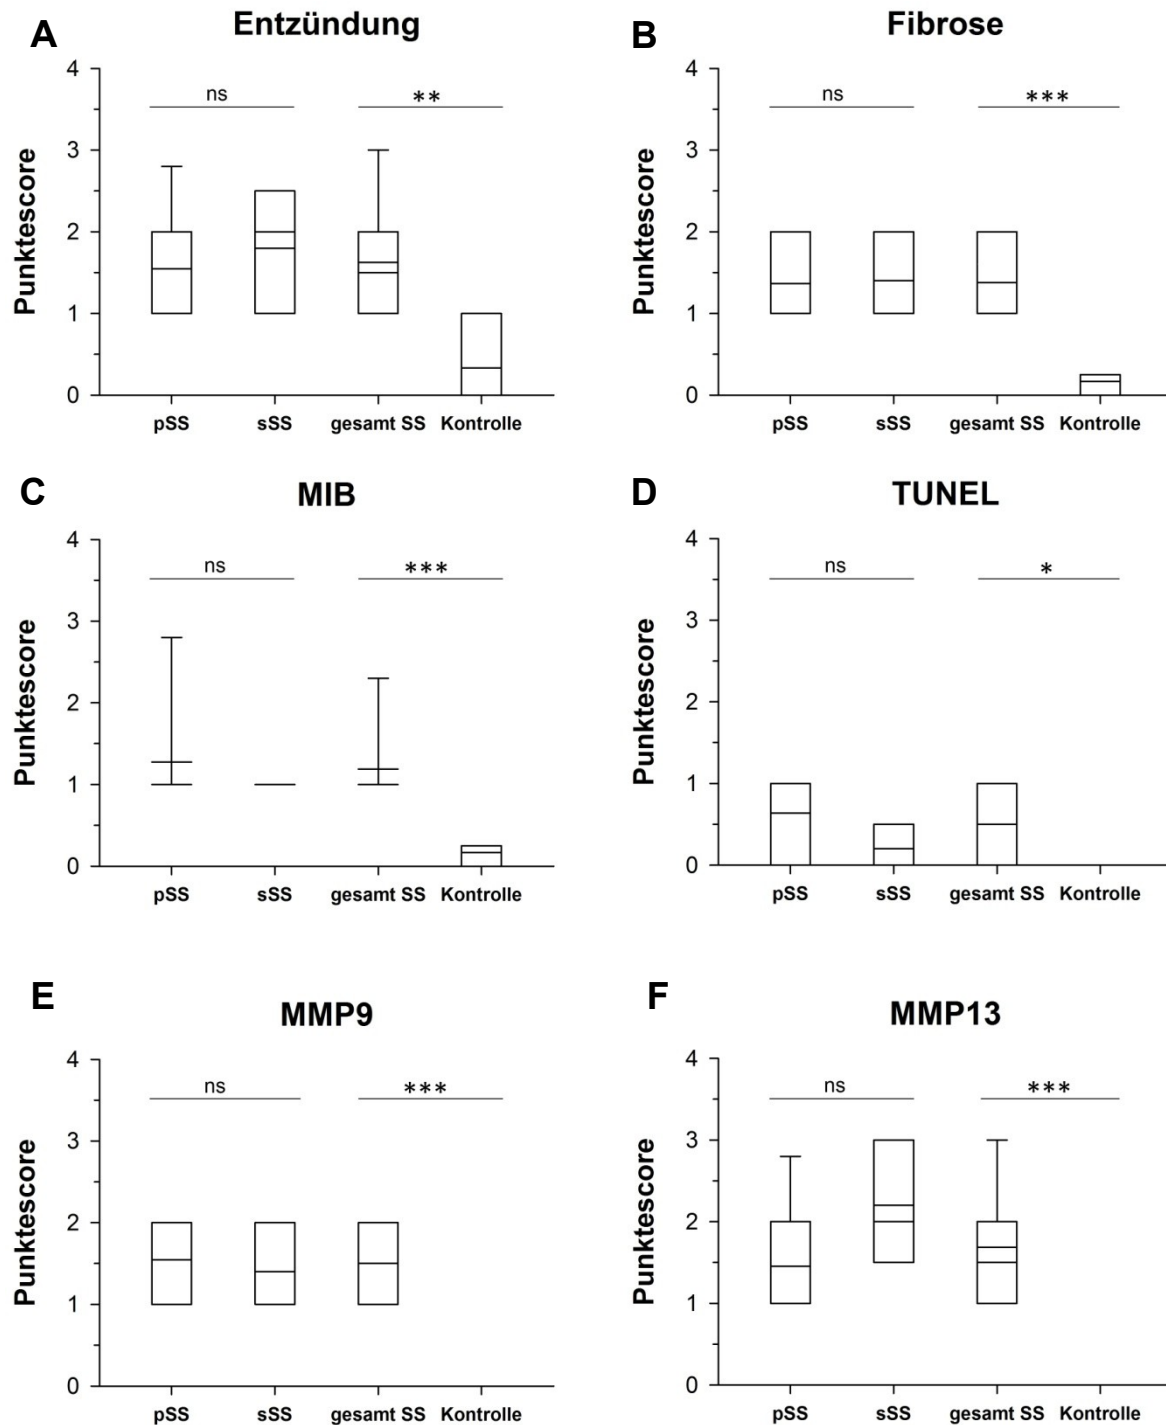 A Entzündung
Punktescore
4
3
2
1
0
ns **
pSS sSS gesamt SS Kontrolle
B Fibrose
Punktescore
4
3
2
1
0
ns ***
pSS sSS gesamt SS Kontrolle
C MIB
Punktescore
4
3
2
1
0
ns ***
pSS sSS gesamt SS Kontrolle
D TUNEL
Punktescore
4
3
2
1
0
ns *
pSS sSS gesamt SS Kontrolle
E MMP9
Punktescore
4
3
2
1
0
ns ***
pSS sSS gesamt SS Kontrolle
F MMP13
Punktescore
4
3
2
1
0
ns ***
pSS sSS gesamt SS Kontrolle